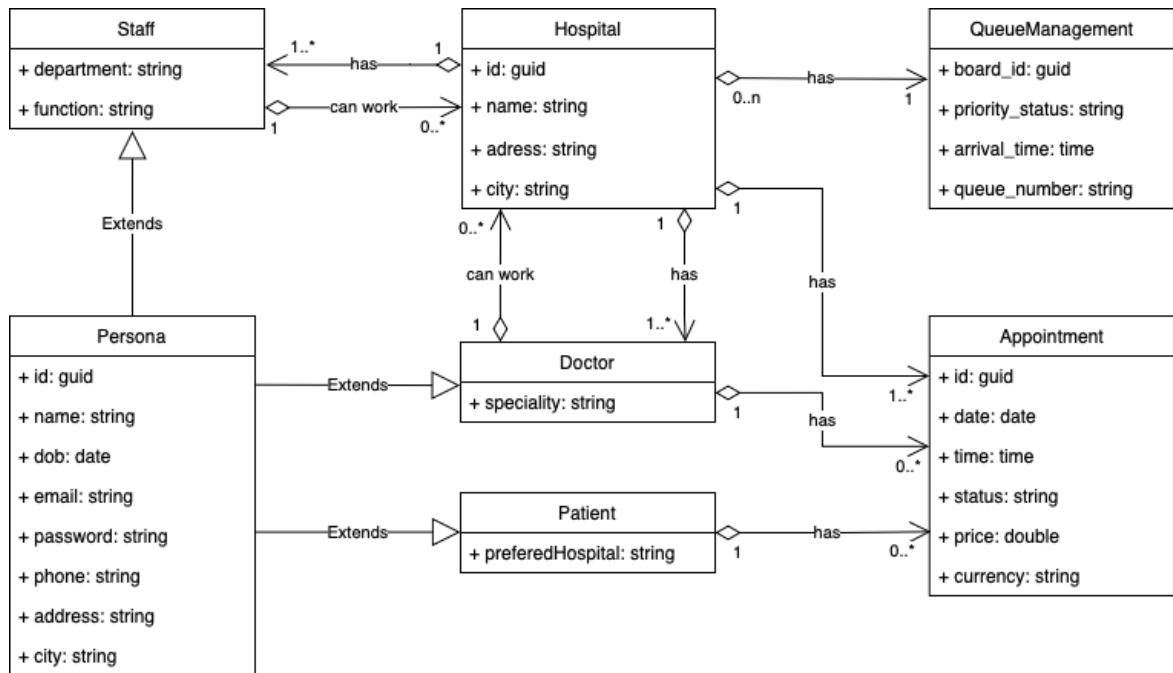 Staff
+ department: string
+ function: string
1..*
has
1
1
can work
0..*
Hospital
+ id: guid
+ name: string
+ adress: string
+ city: string
0..n
has
1
QueueManagement
+ board_id: guid
+ priority_status: string
+ arrival_time: time
+ queue_number: string
Extends
0..*
can work
1
1
has
1..*
1
has
1..*
Persona
+ id: guid
+ name: string
+ dob: date
+ email: string
+ password: string
+ phone: string
+ address: string
+ city: string
Extends
Doctor
+ speciality: string
1
has
0..*
Extends
Patient
+ preferedHospital: string
1
has
0..*
Appointment
+ id: guid
+ date: date
+ time: time
+ status: string
+ price: double
+ currency: string